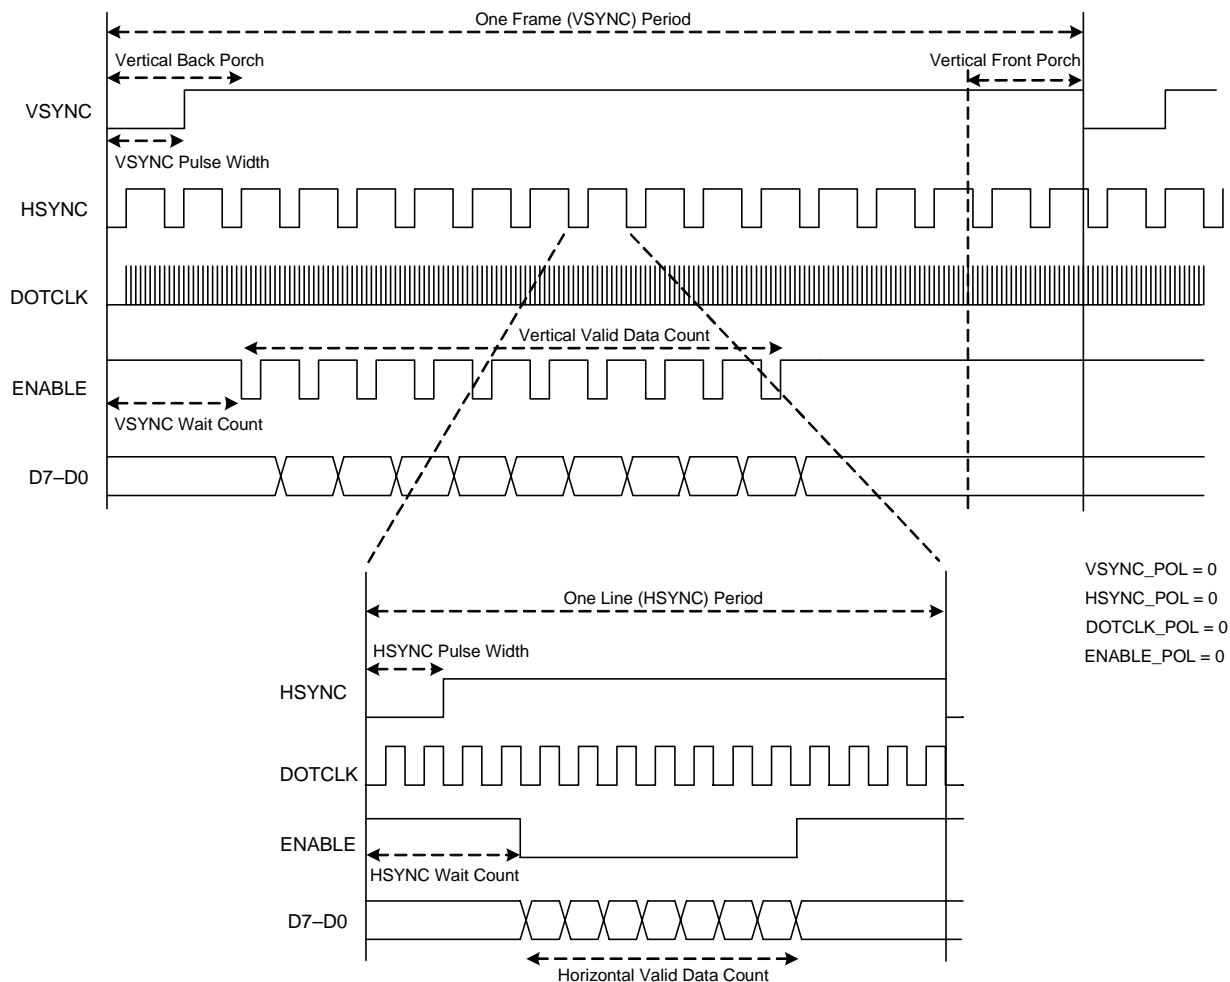 One Frame (VSYNC) Period
Vertical Back Porch
Vertical Front Porch
VSYNC
VSYNC Pulse Width
HSYNC
DOTCLK
Vertical Valid Data Count
ENABLE
VSYNC Wait Count
D7–D0
VSYNC_POL = 0
HSYNC_POL = 0
DOTCLK_POL = 0
ENABLE_POL = 0
One Line (HSYNC) Period
HSYNC Pulse Width
HSYNC
DOTCLK
ENABLE
HSYNC Wait Count
D7–D0
Horizontal Valid Data Count